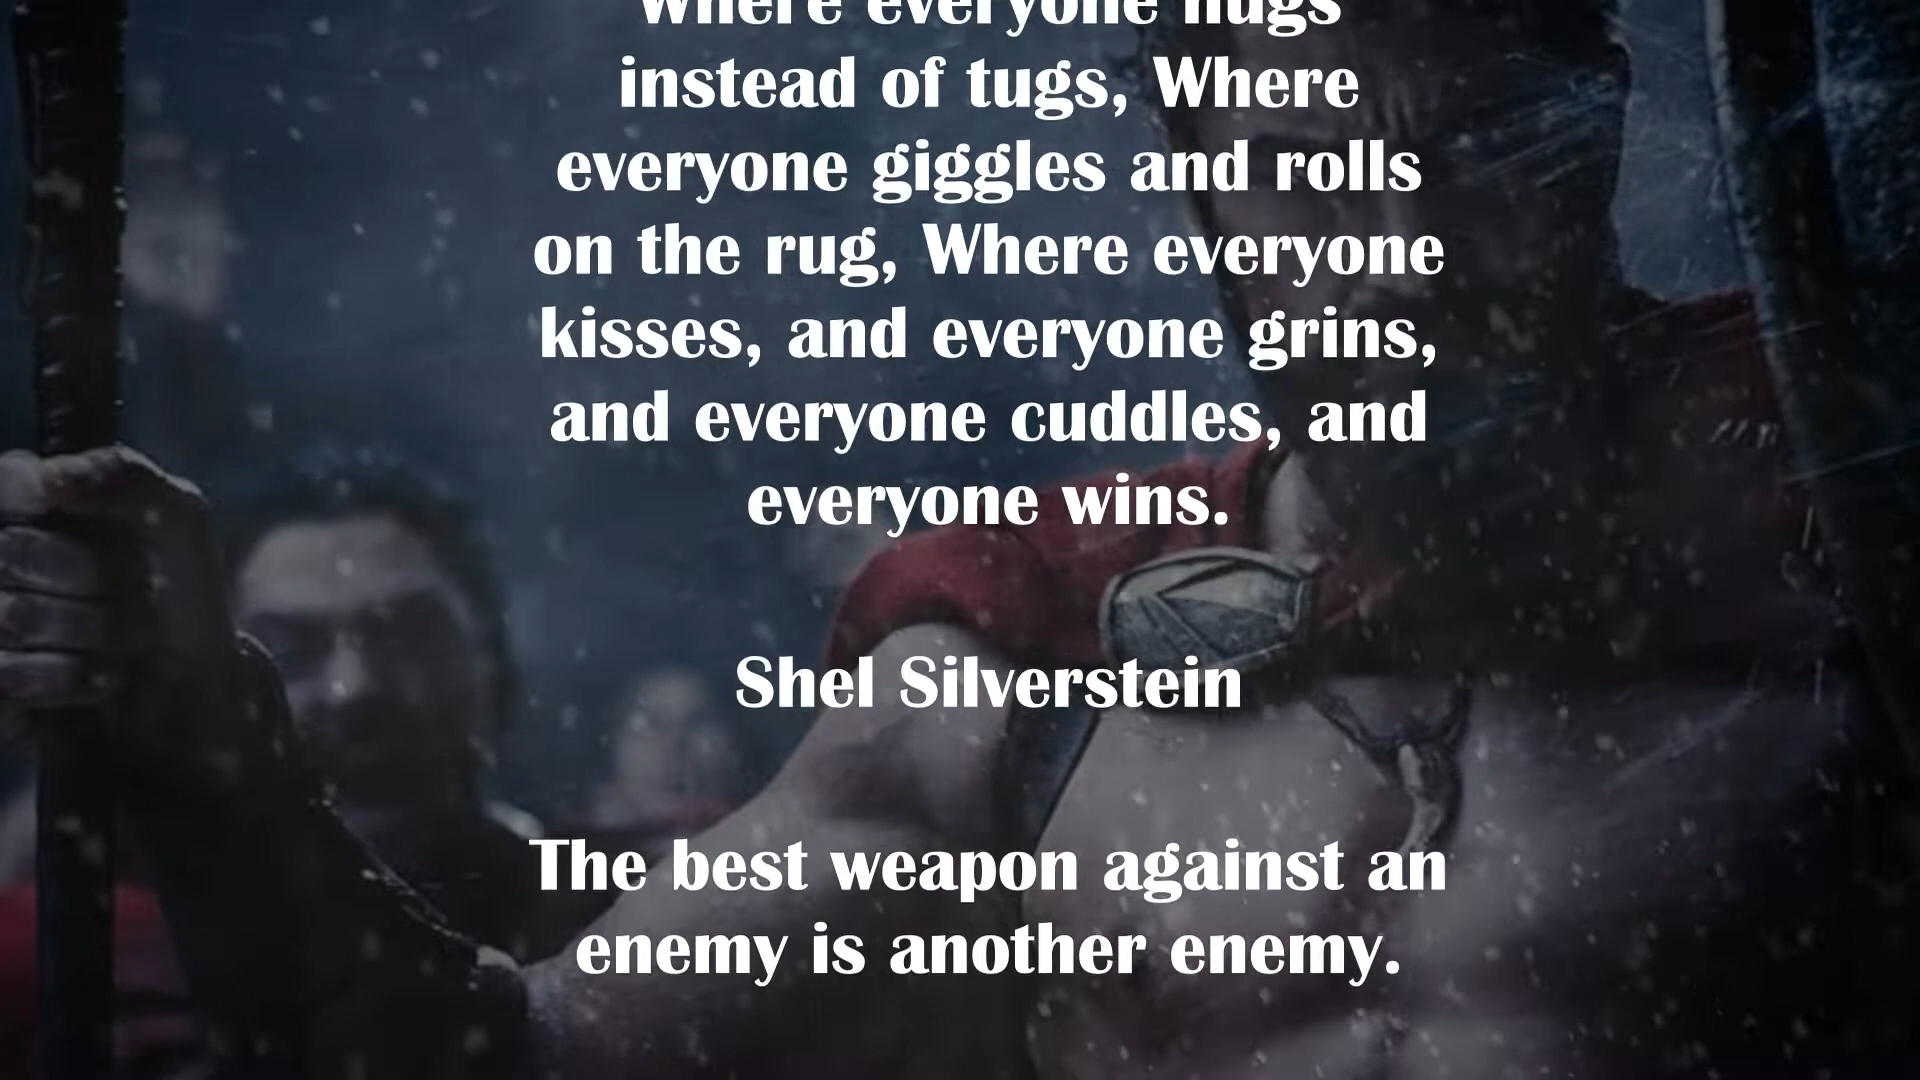 Where everyone hugs
instead of tugs, Where
everyone giggles and rolls
on the rug, Where everyone
kisses, and everyone grins,
and everyone cuddles, and
everyone wins.
Shel Silverstein
The best weapon against an
enemy is another enemy.